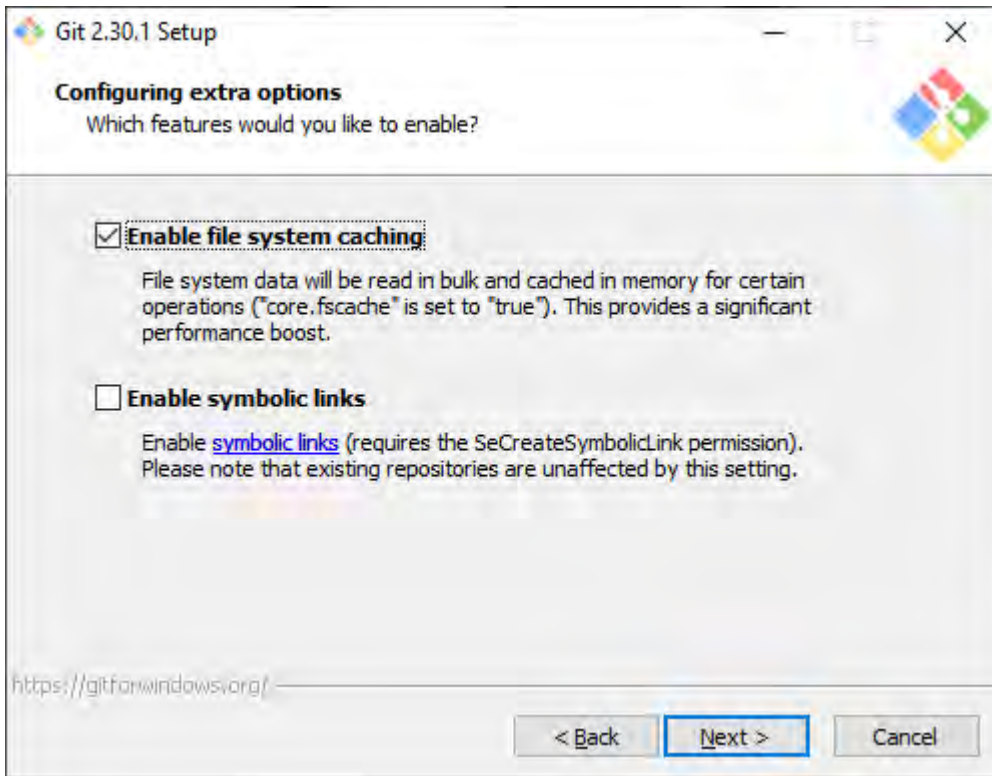 Git 2.30.1 Setup
Configuring extra options
Which features would you like to enable?
Enable file system caching
File system data will be read in bulk and cached in memory for certain
operations ("core.fscache" is set to "true"). This provides a significant
performance boost.
Enable symbolic links
Enable symbolic links (requires the SeCreateSymbolicLink permission).
Please note that existing repositories are unaffected by this setting.
https://gitforwindows.org/
< Back
Next >
Cancel